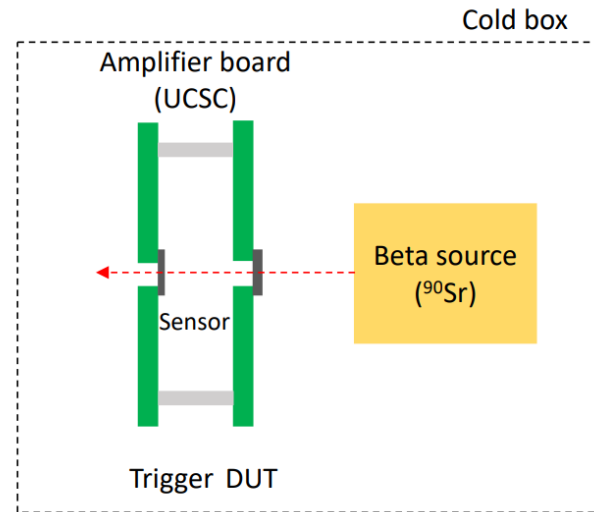 Cold box
Amplifier board
(UCSC)
Beta source
(⁹⁰Sr)
Sensor
Trigger DUT